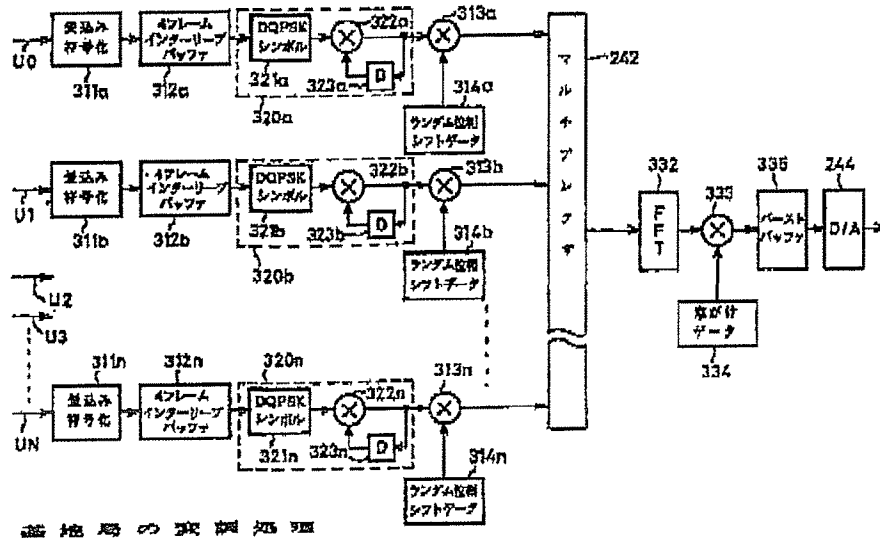 322a
313a
畳込み
符号化
4フレーム
インターリーブ
バッファ
DQPSK
シンボル
マルチプレクサ
242
U0
311a
312a
321a
323a
D
314a
320a
ランダム位相
シフトデータ
322b
313b
畳込み
符号化
4フレーム
インターリーブ
バッファ
DQPSK
シンボル
332
333
335
244
U1
311b
312b
321b
323b
D
314b
FFT
バースト
バッファ
D/A
320b
ランダム位相
シフトデータ
U2
U3
窓がけ
データ
334
311n
312n
320n
322n
313n
畳込み
符号化
4フレーム
インターリーブ
バッファ
DQPSK
シンボル
UN
321n
323n
D
314n
ランダム位相
シフトデータ
基地局の変調処理